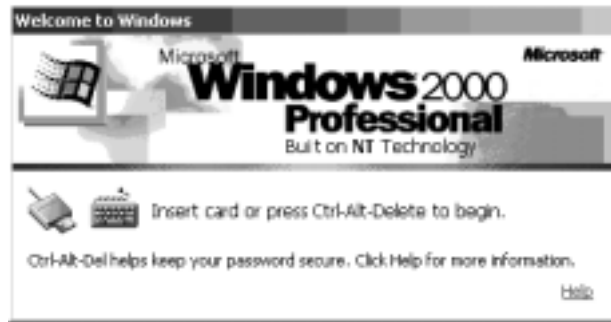 Welcome to Windows
Microsoft
Microsoft
Windows 2000
Professional
Built on NT Technology
Insert card or press Ctrl-Alt-Delete to begin.
Ctrl-Alt-Del helps keep your password secure. Click Help for more information.
Help